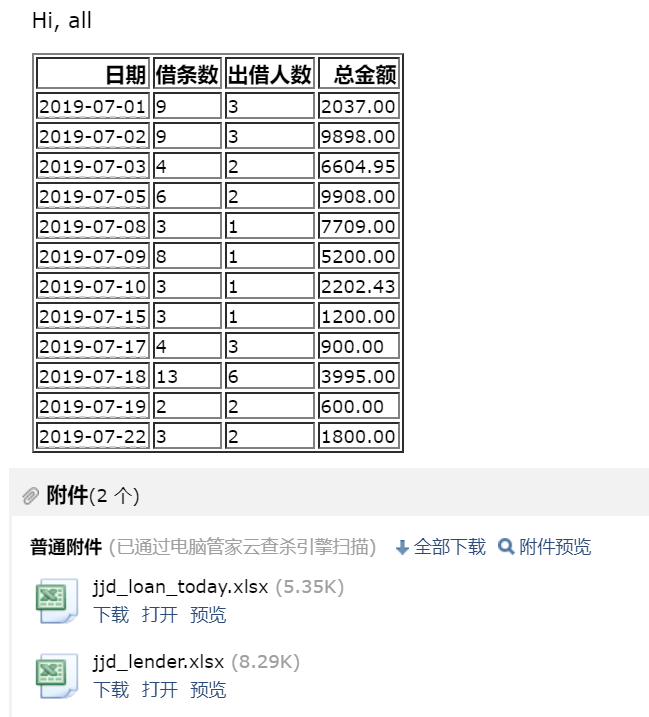 Hi, all
日期 借条数 出借人数 总金额
2019-07-01 9 3 2037.00
2019-07-02 9 3 9898.00
2019-07-03 4 2 6604.95
2019-07-05 6 2 9908.00
2019-07-08 3 1 7709.00
2019-07-09 8 1 5200.00
2019-07-10 3 1 2202.43
2019-07-15 3 1 1200.00
2019-07-17 4 3 900.00
2019-07-18 13 6 3995.00
2019-07-19 2 2 600.00
2019-07-22 3 2 1800.00
附件(2 个)
普通附件 (已通过电脑管家云查杀引擎扫描) 全部下载 附件预览
jjd_loan_today.xlsx (5.35K)
下载 打开 预览
jjd_lender.xlsx (8.29K)
下载 打开 预览